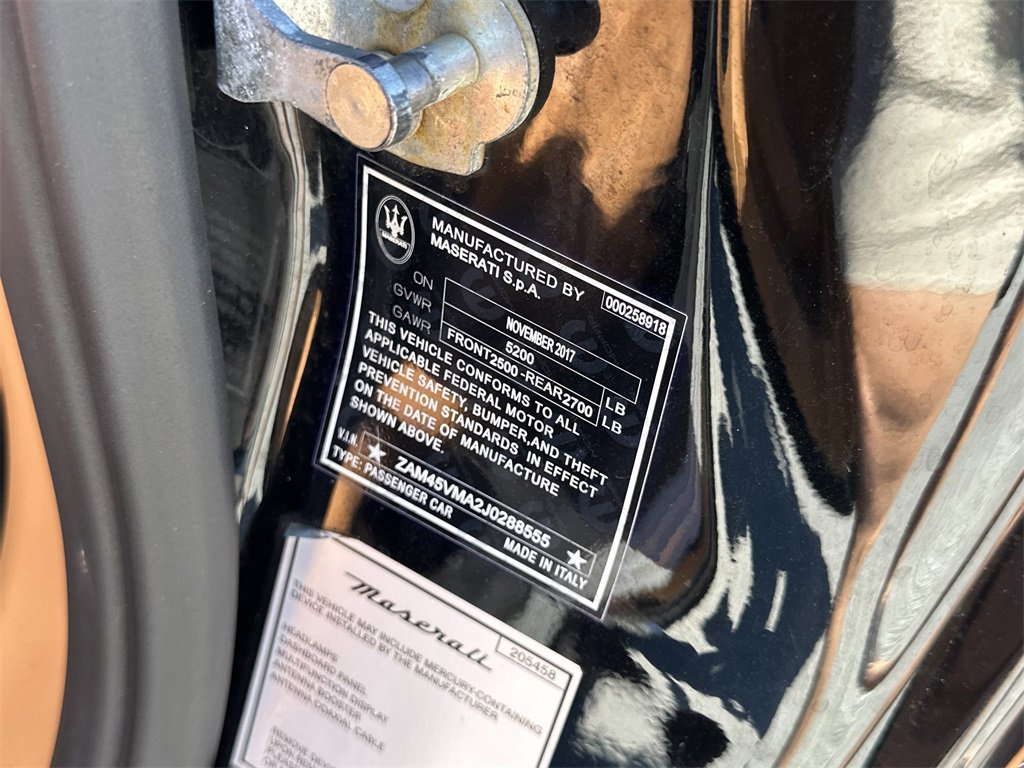 MASERATI
MANUFACTURED BY
MASERATI S.p.A.
000258918
ON NOVEMBER 2017
GVWR 5200 LB
GAWR FRONT2500-REAR2700 LB
THIS VEHICLE CONFORMS TO ALL
APPLICABLE FEDERAL MOTOR
VEHICLE SAFETY, BUMPER,AND THEFT
PREVENTION STANDARDS IN EFFECT
ON THE DATE OF MANUFACTURE
SHOWN ABOVE.
V.I.N. ★ ZAM45VMA2J0288555 ★
TYPE: PASSENGER CAR
MADE IN ITALY
Maserati
205458
THIS VEHICLE MAY INCLUDE MERCURY-CONTAINING
DEVICE INSTALLED BY THE MANUFACTURER
HEADLAMPS
DASHBOARD PANEL
MULTIFUNCTION DISPLAY
ANTENNA BOOSTER
ANTENNA COAXIAL CABLE
REMOVE